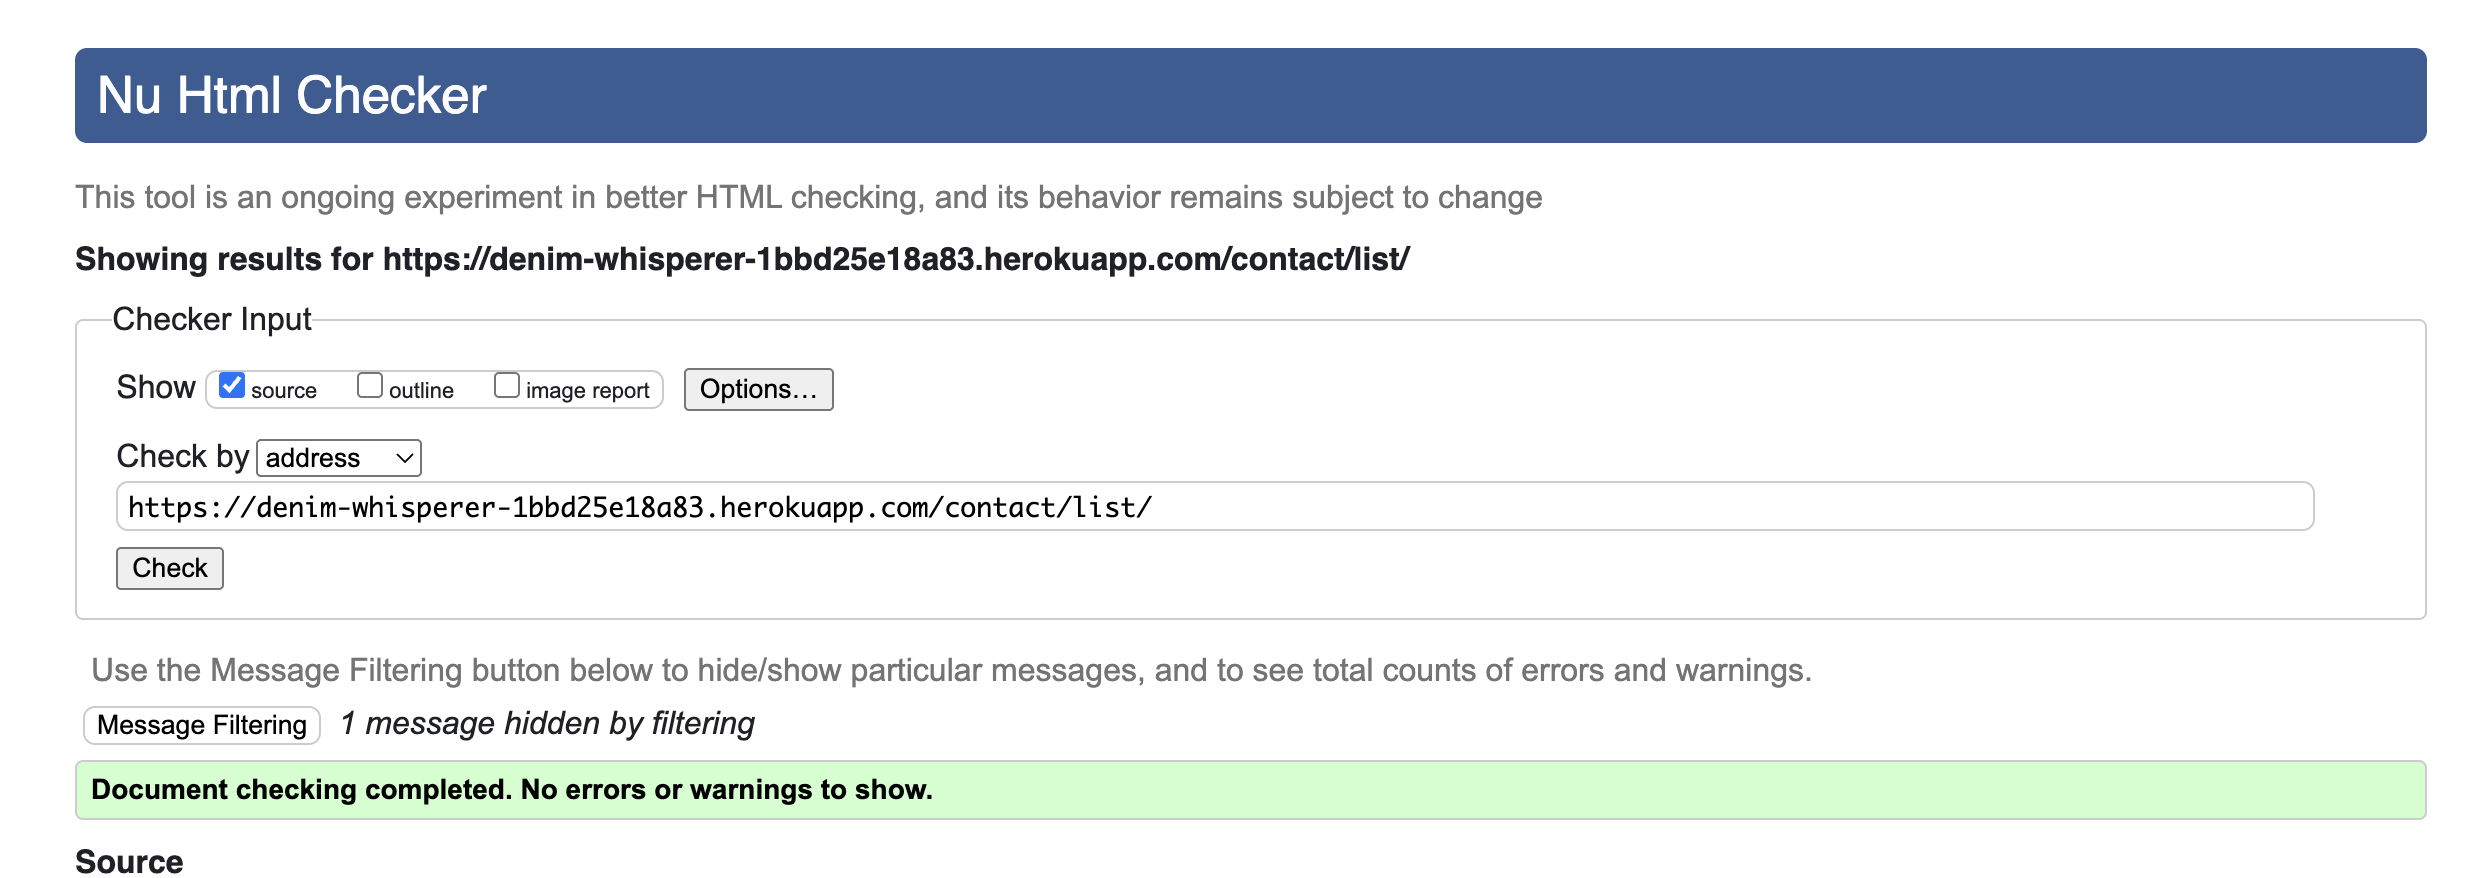 Nu Html Checker
This tool is an ongoing experiment in better HTML checking, and its behavior remains subject to change
Showing results for https://denim-whisperer-1bbd25e18a83.herokuapp.com/contact/list/
Checker Input
Show source outline image report Options…
Check by address
https://denim-whisperer-1bbd25e18a83.herokuapp.com/contact/list/
Check
Use the Message Filtering button below to hide/show particular messages, and to see total counts of errors and warnings.
Message Filtering 1 message hidden by filtering
Document checking completed. No errors or warnings to show.
Source